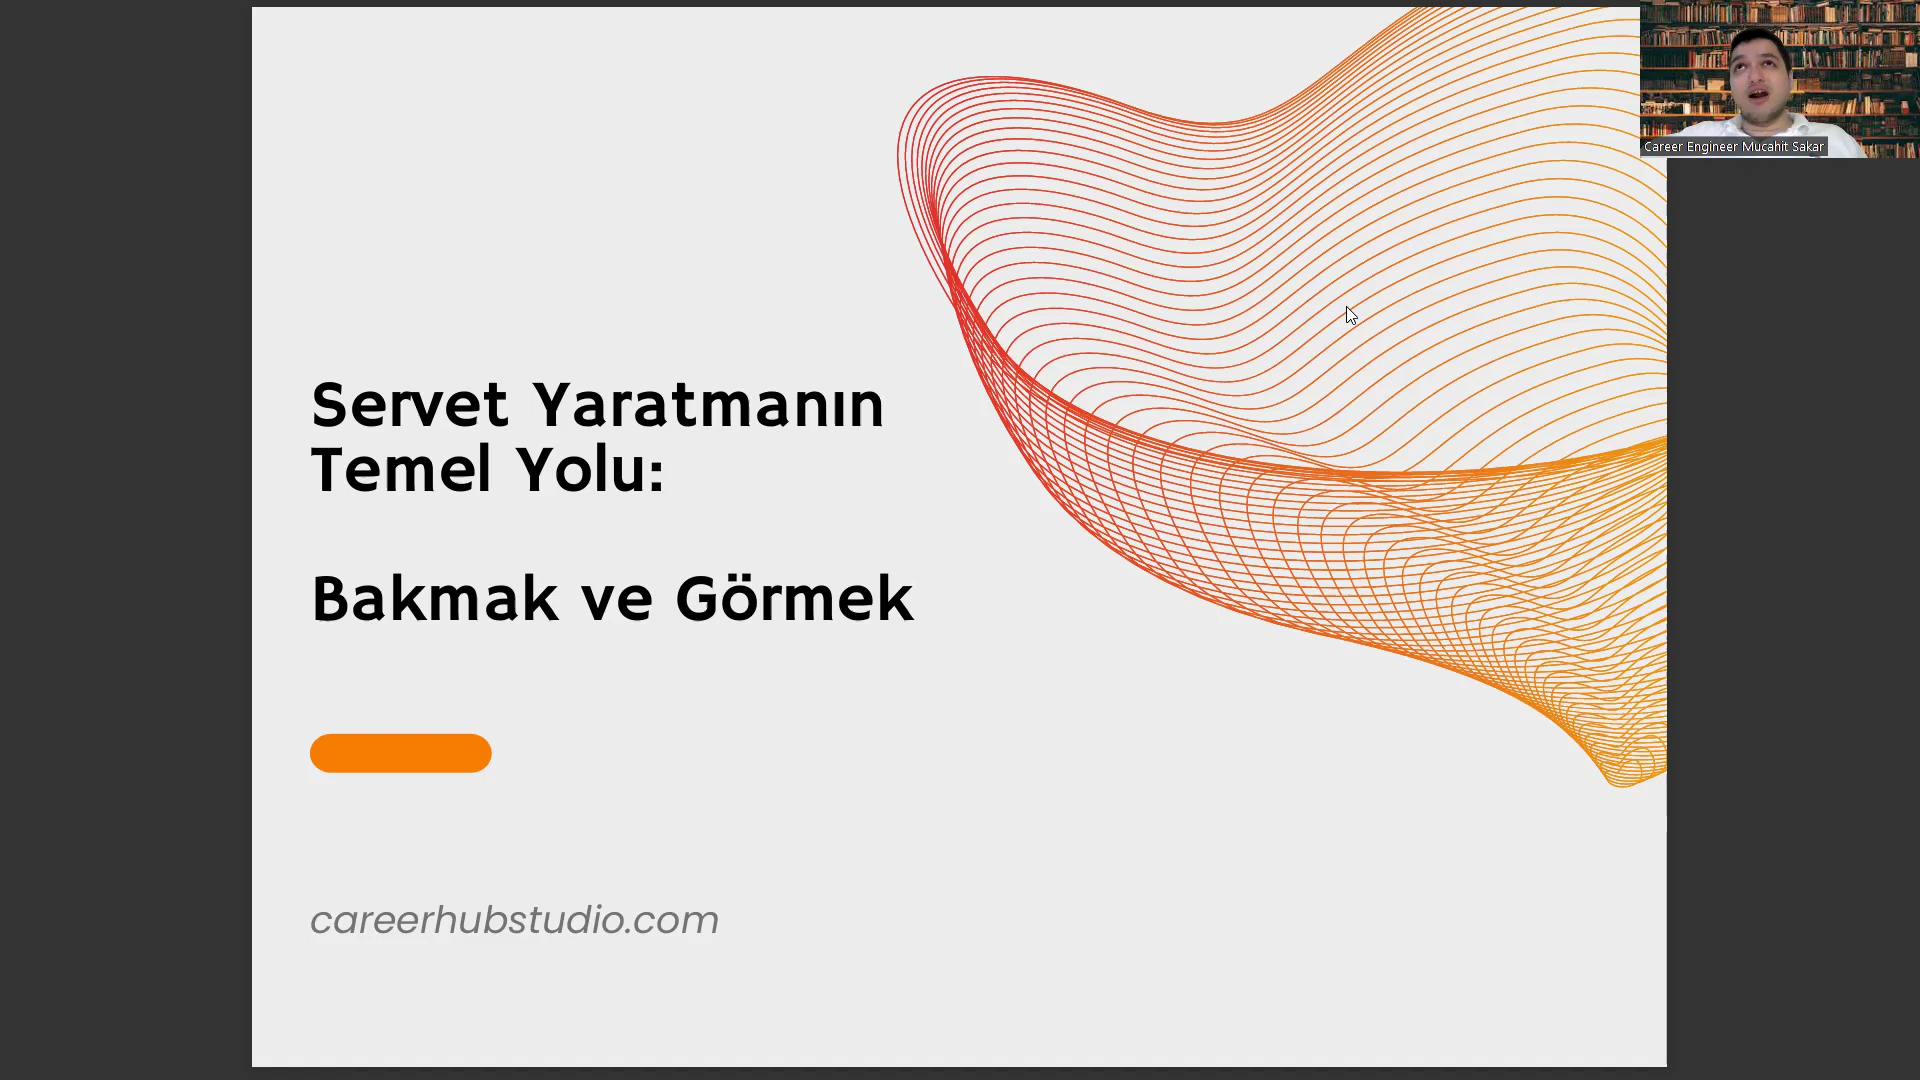 Career Engineer Mucahit Sakar
Servet Yaratmanın
Temel Yolu:
Bakmak ve Görmek
careerhubstudio.com